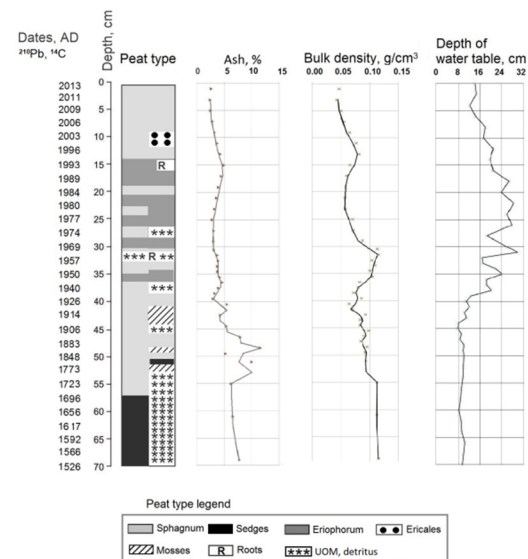 Dates, AD
²¹⁰Pb, ¹⁴C
Depth, cm
Peat type
Ash, %
Bulk density, g/cm³
Depth of
water table, cm
0 5 10 15
0.00 0.05 0.10 0.15
0 8 16 24 32
2013 0
2011
2009 5
2006
2003 10
1996
1993 15
1989
1984 20
1980
1977 25
1974
1969 30
1957
1950 35
1940
1926 40
1914
1906 45
1883
1848 50
1773
1723 55
1696
1656 60
1617
1592 65
1566
1526 70
R
***
*** R **
***
***
***
***
***
***
***
***
***
***
***
***
Peat type legend
Sphagnum Sedges Eriophorum Ericales
Mosses R Roots *** UOM, detritus